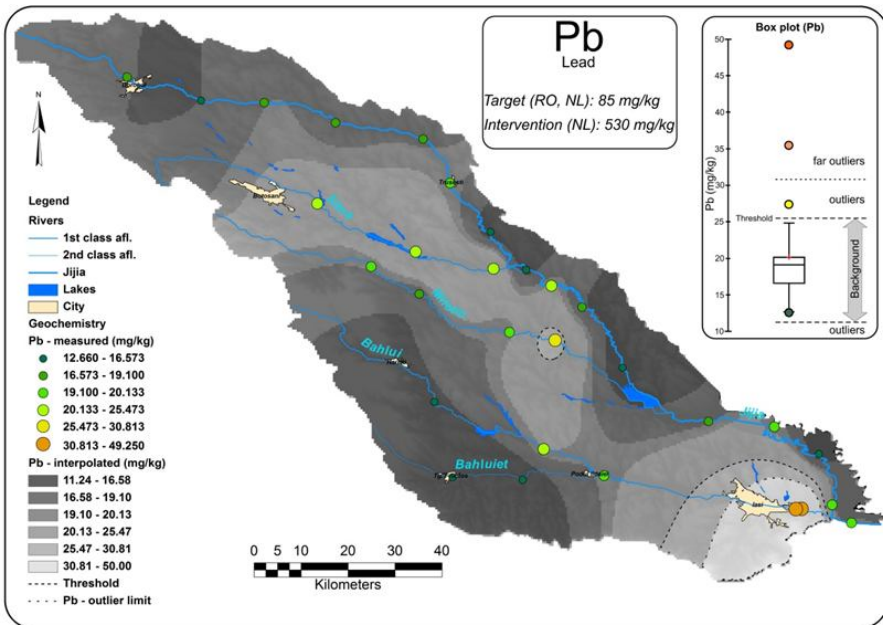 Pb
Lead
Target (RO, NL): 85 mg/kg
Intervention (NL): 530 mg/kg
Box plot (Pb)
Pb (mg/kg)
50
45
40
35
30
25
20
15
10
far outliers
outliers
Threshold
Background
outliers
N
Botosani
Bahlui
Bahluiet
Jijia
Iasi
Legend
Rivers
1st class afl.
2nd class afl.
Jijia
Lakes
City
Geochemistry
Pb - measured (mg/kg)
12.660 - 16.573
16.573 - 19.100
19.100 - 20.133
20.133 - 25.473
25.473 - 30.813
30.813 - 49.250
Pb - interpolated (mg/kg)
11.24 - 16.58
16.58 - 19.10
19.10 - 20.13
20.13 - 25.47
25.47 - 30.81
30.81 - 50.00
Threshold
Pb - outlier limit
0 5 10 20 30 40
Kilometers